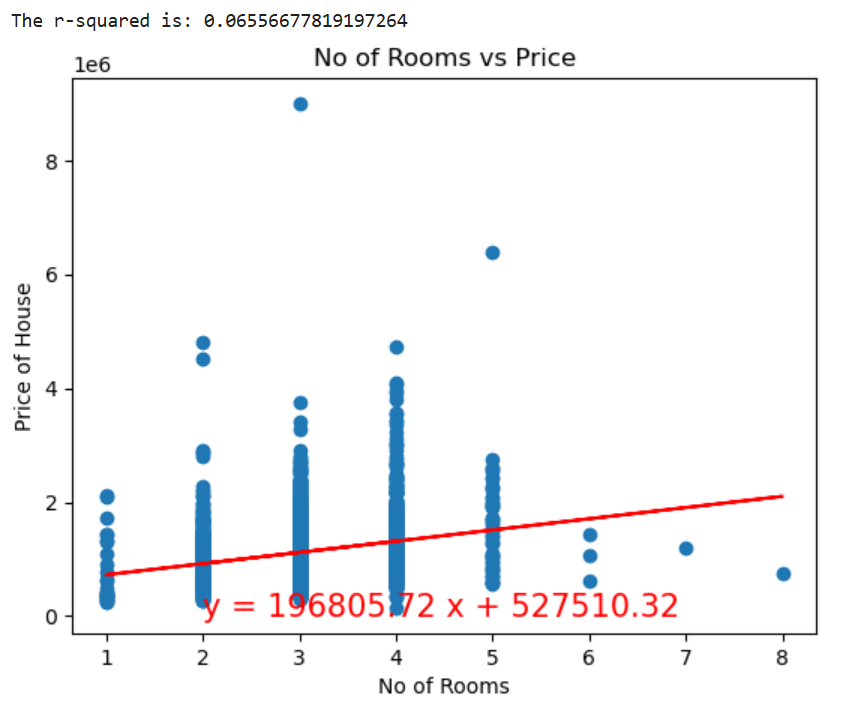 The r-squared is: 0.06556677819197264
No of Rooms vs Price
1e6
8
6
4
2
0
Price of House
y = 196805.72 x + 527510.32
1 2 3 4 5 6 7 8
No of Rooms